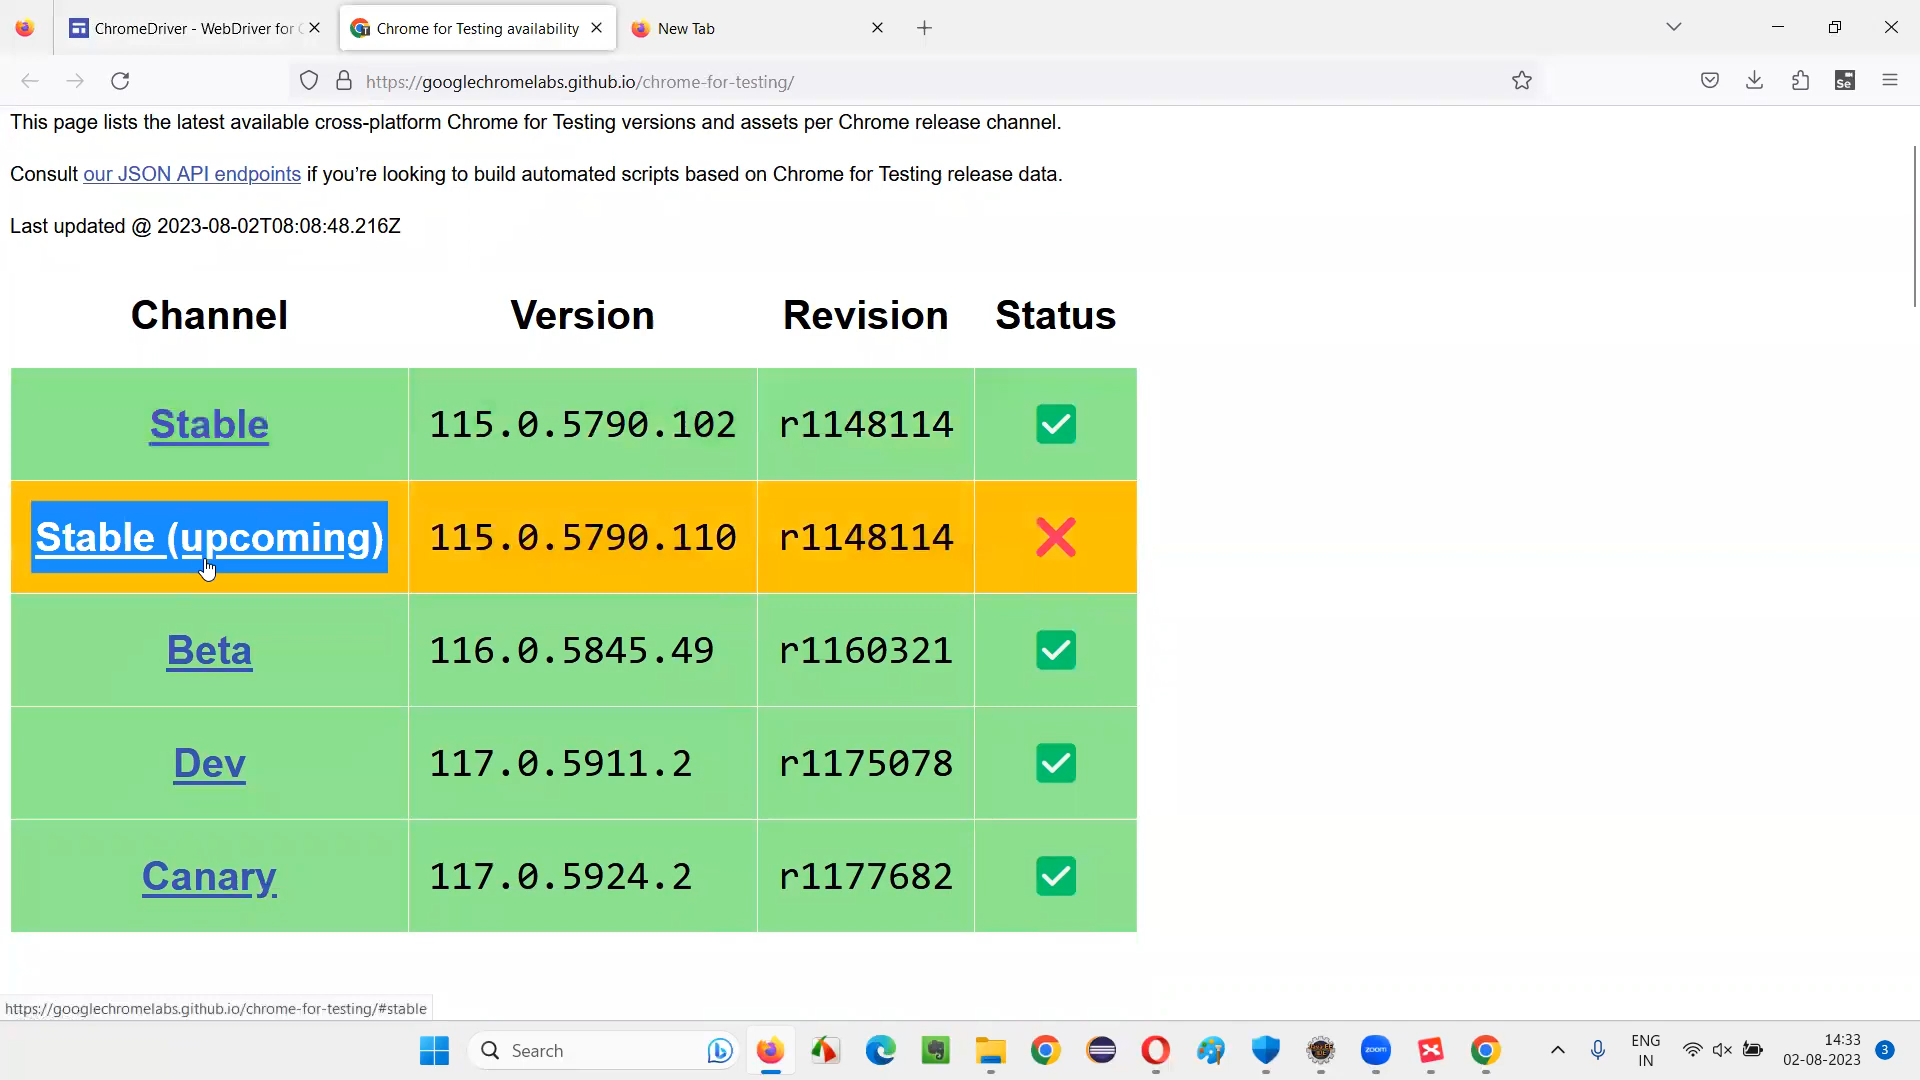 ChromeDriver - WebDriver for C
Chrome for Testing availability
New Tab
https://googlechromelabs.github.io/chrome-for-testing/
Se
This page lists the latest available cross-platform Chrome for Testing versions and assets per Chrome release channel.
Consult our JSON API endpoints if you’re looking to build automated scripts based on Chrome for Testing release data.
Last updated @ 2023-08-02T08:08:48.216Z
Channel Version Revision Status
Stable 115.0.5790.102 r1148114 ✅
Stable (upcoming) 115.0.5790.110 r1148114 ❌
Beta 116.0.5845.49 r1160321 ✅
Dev 117.0.5911.2 r1175078 ✅
Canary 117.0.5924.2 r1177682 ✅
https://googlechromelabs.github.io/chrome-for-testing/#stable
Search
zoom
ENG
IN
14:33
02-08-2023
3